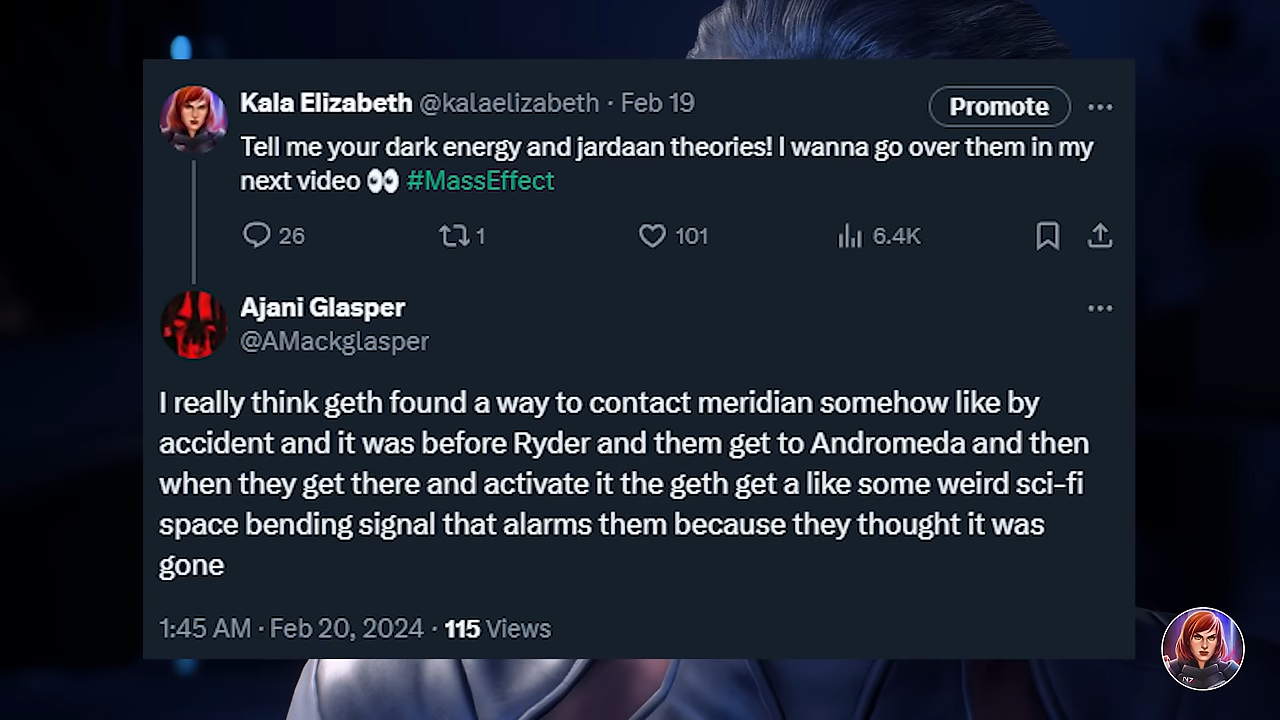 Kala Elizabeth @kalaelizabeth · Feb 19
Promote
Tell me your dark energy and jardaan theories! I wanna go over them in my
next video 👀 #MassEffect
26 1 101 6.4K
Ajani Glasper
@AMackglasper
I really think geth found a way to contact meridian somehow like by
accident and it was before Ryder and them get to Andromeda and then
when they get there and activate it the geth get a like some weird sci-fi
space bending signal that alarms them because they thought it was
gone
1:45 AM · Feb 20, 2024 · 115 Views
N7